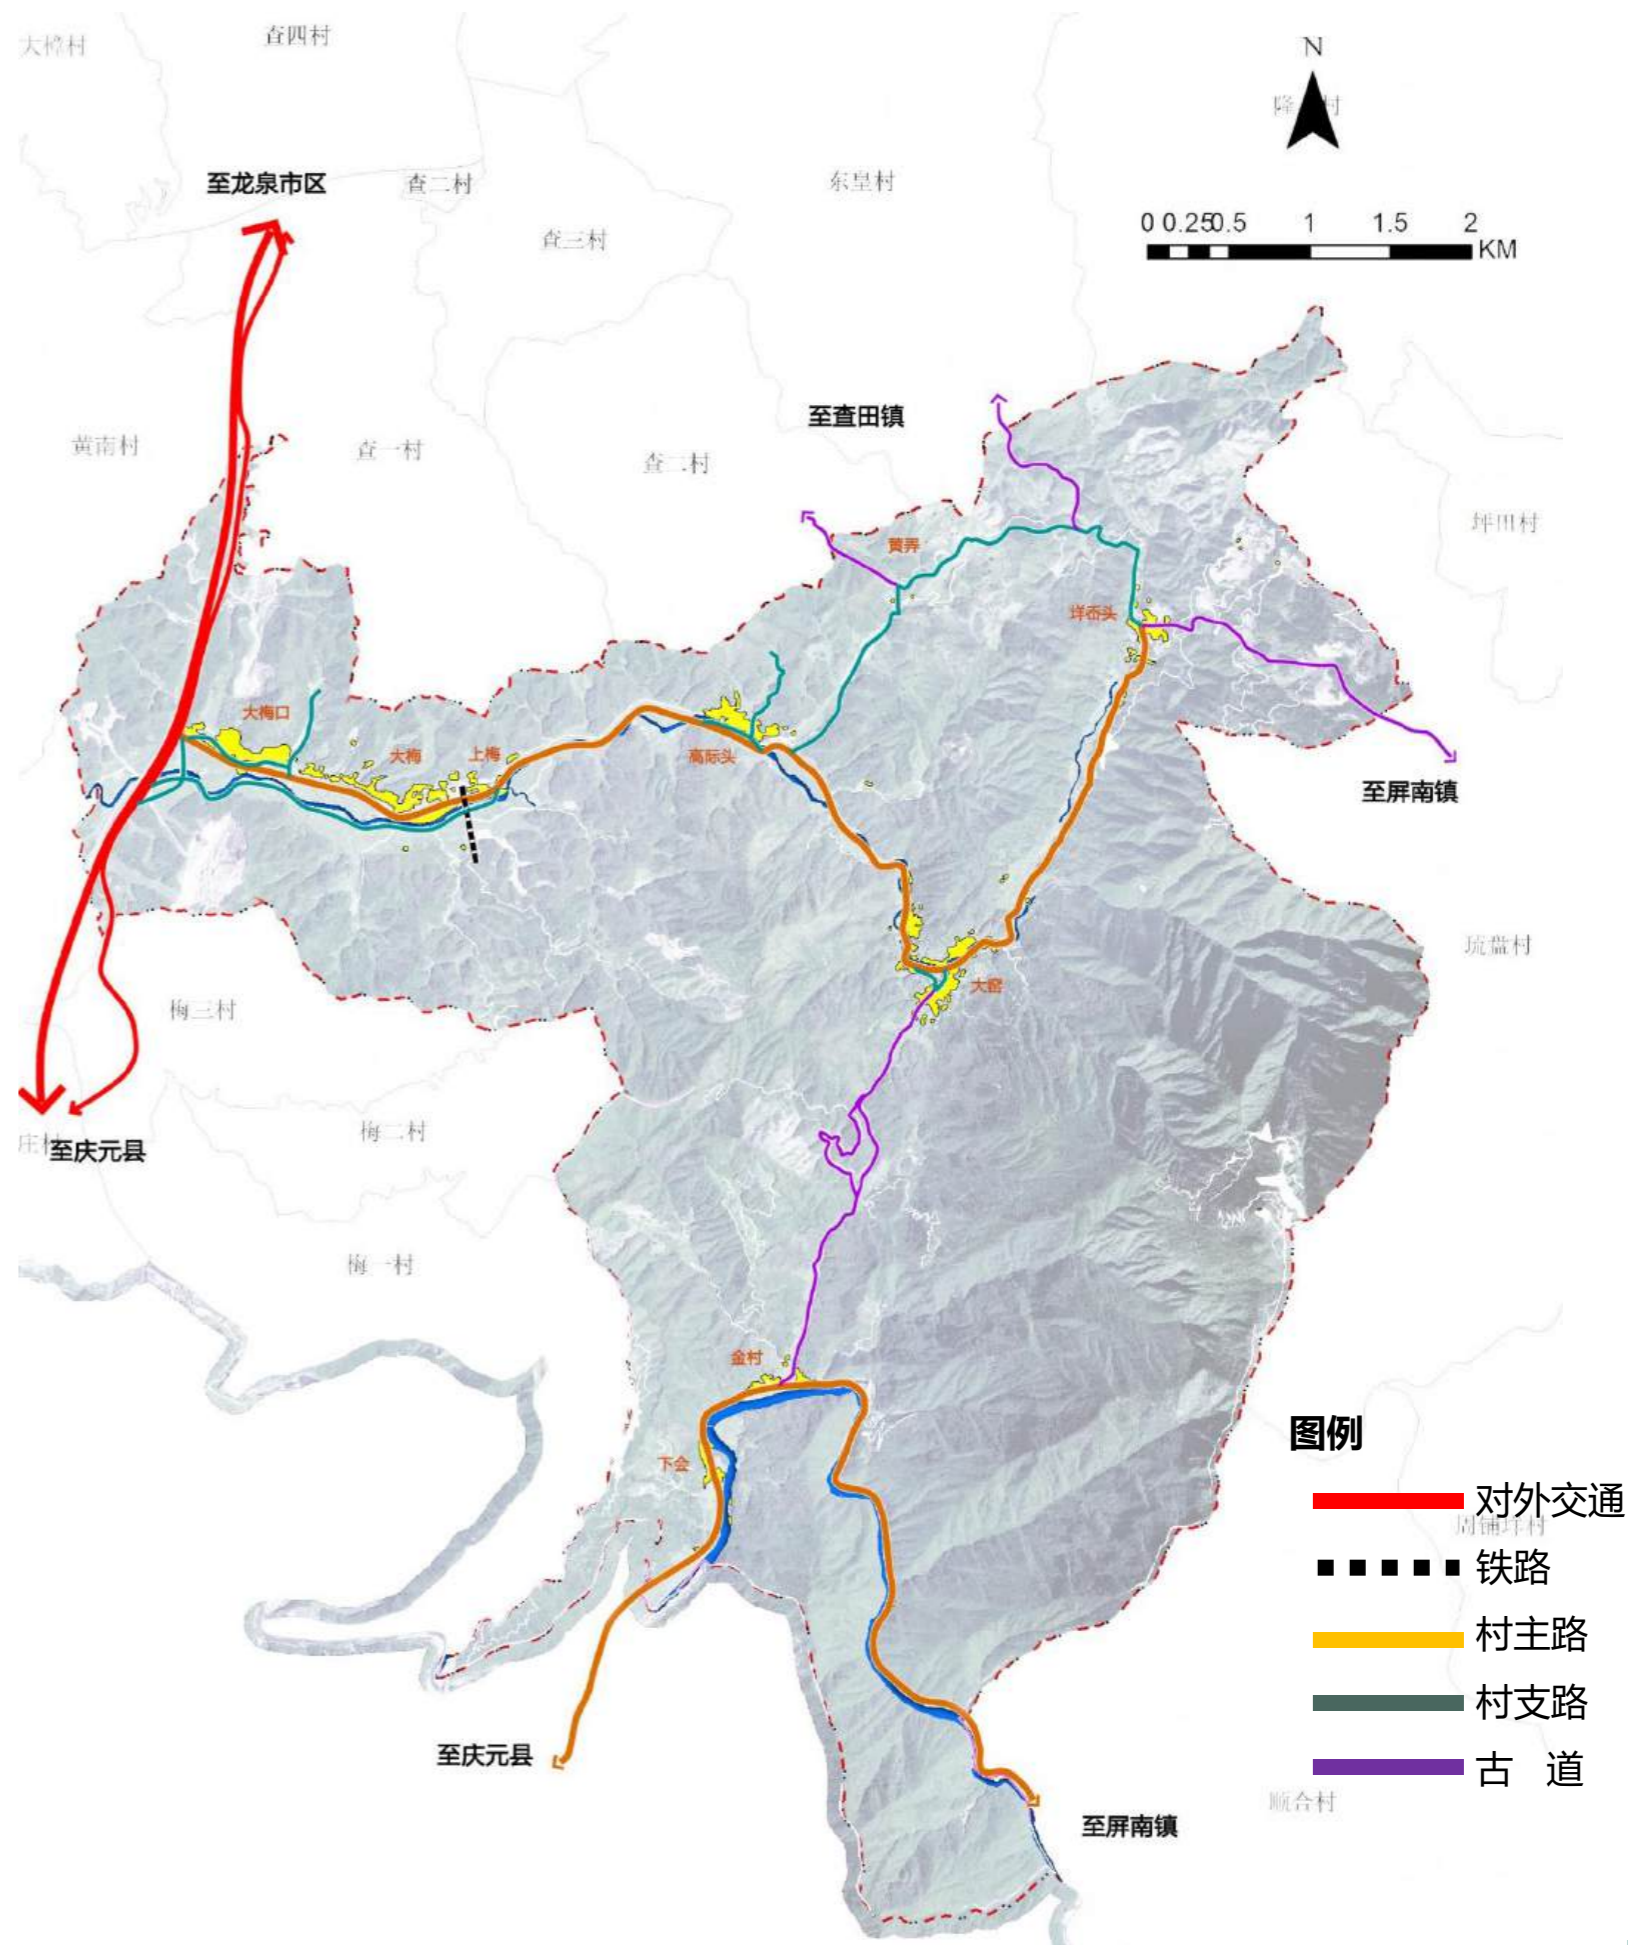 查四村
大樟村
N
至龙泉市区
查二村
东皇村
查三村
0 0.25 0.5 1 1.5 2
KM
至查田镇
黄南村
查一村
查二村
坪田村
黄弄
垟岙头
大梅口
大梅
上梅
高际头
至屏南镇
琉
村
大窑
梅三村
梅二村
至庆元县
梅一村
金村
下会
图例
对外交通
铁路
村主路
村支路
古 道
至庆元县
顺合村
至屏南镇